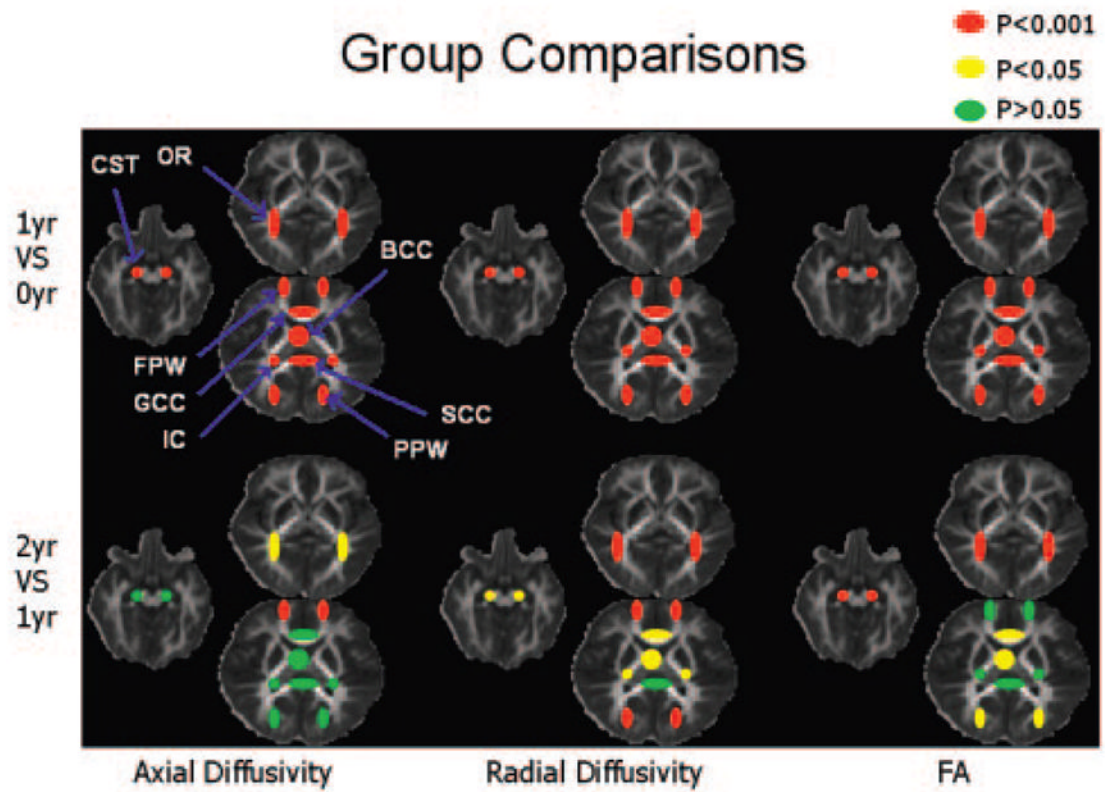 Group Comparisons
P<0.001
P<0.05
P>0.05
1yr
VS
0yr
CST
OR
BCC
FPW
GCC
IC
SCC
PPW
2yr
VS
1yr
Axial Diffusivity
Radial Diffusivity
FA